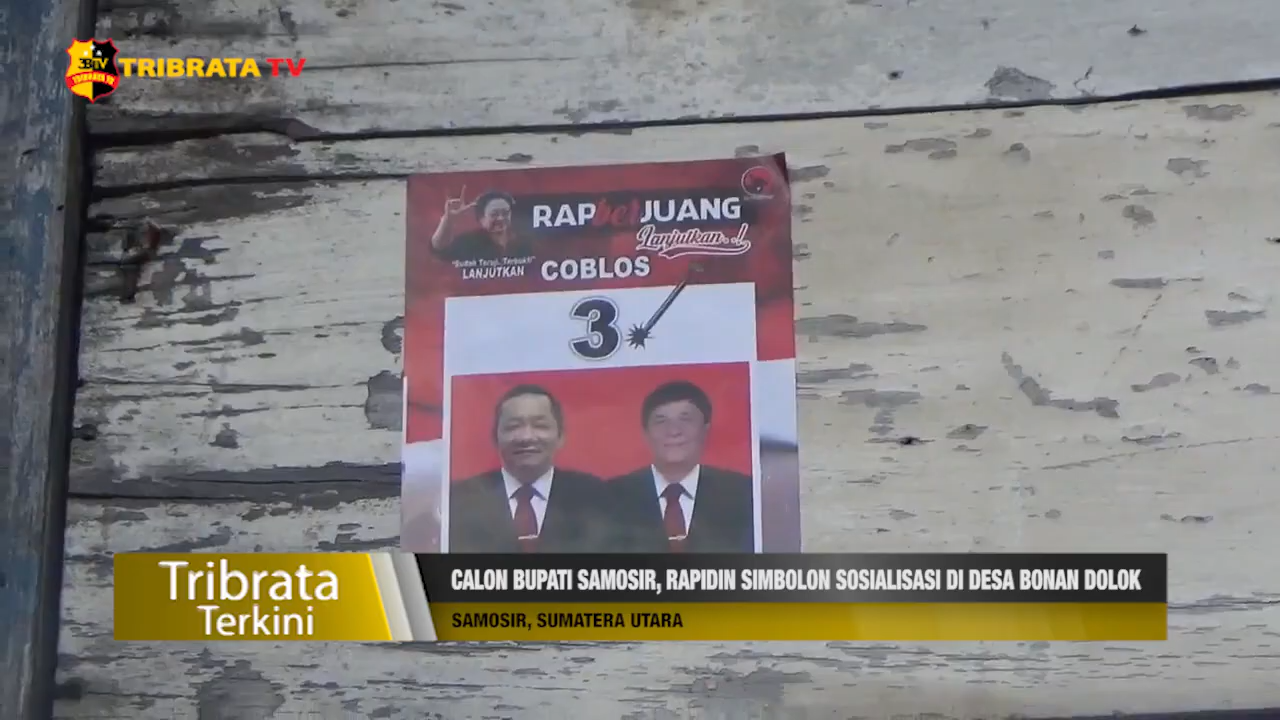 TRIBRATA TV
RAPberJUANG
Lanjutkan..!
"Sudah Teruji, Terbukti"
LANJUTKAN
COBLOS
3
Tribrata
Terkini
CALON BUPATI SAMOSIR, RAPIDIN SIMBOLON SOSIALISASI DI DESA BONAN DOLOK
SAMOSIR, SUMATERA UTARA